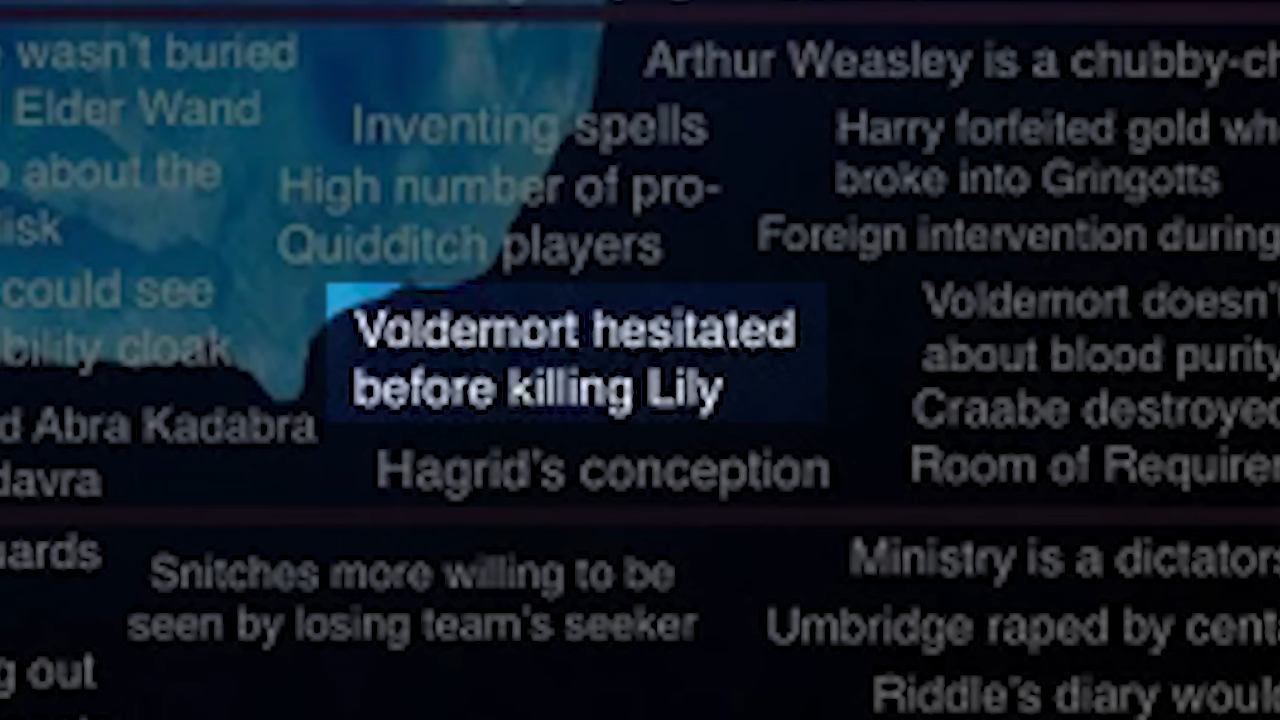 wasn't buried
Elder Wand
about the
isk
could see
bility cloak
d Abra Kadabra
davra
Inventing spells
High number of pro-
Quidditch players
Voldemort hesitated
before killing Lily
Hagrid's conception
Arthur Weasley is a chubby-ch
Harry forfeited gold wh
broke into Gringotts
Foreign intervention during
Voldemort doesn'
about blood purity
Craabe destroyed
Room of Require
uards
Snitches more willing to be
seen by losing team's seeker
g out
Ministry is a dictators
Umbridge raped by cent
Riddle's diary woul